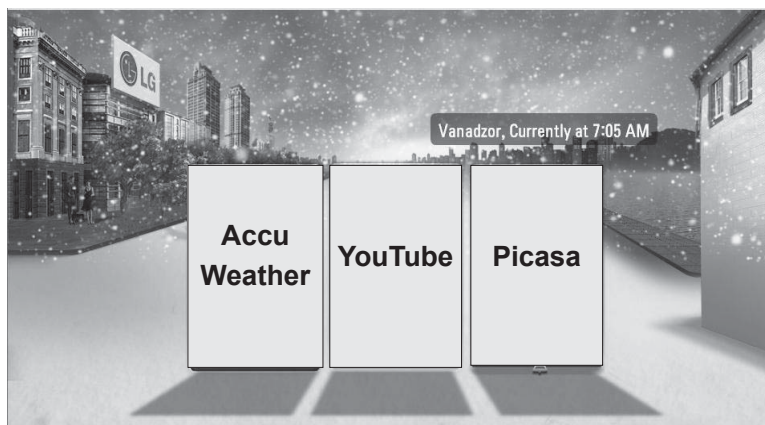 LG
Vanadzor, Currently at 7:05 AM
Accu
Weather
YouTube
Picasa